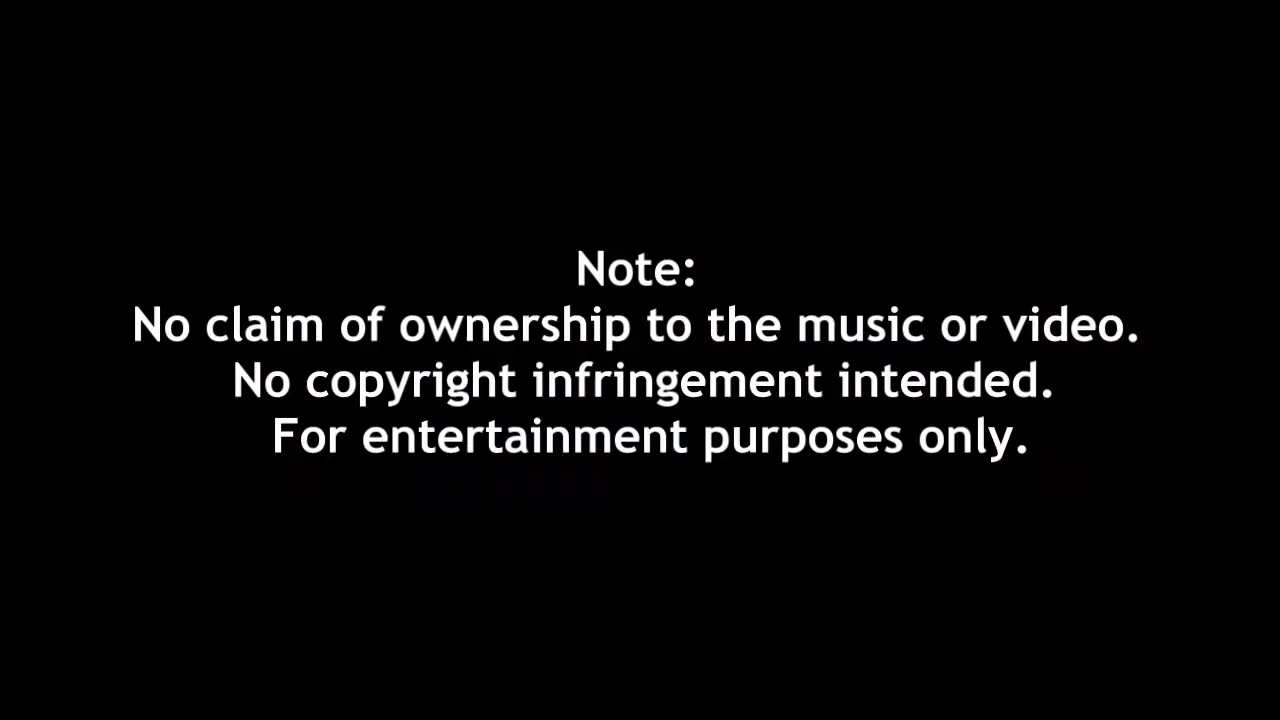 Note:
No claim of ownership to the music or video.
No copyright infringement intended.
For entertainment purposes only.